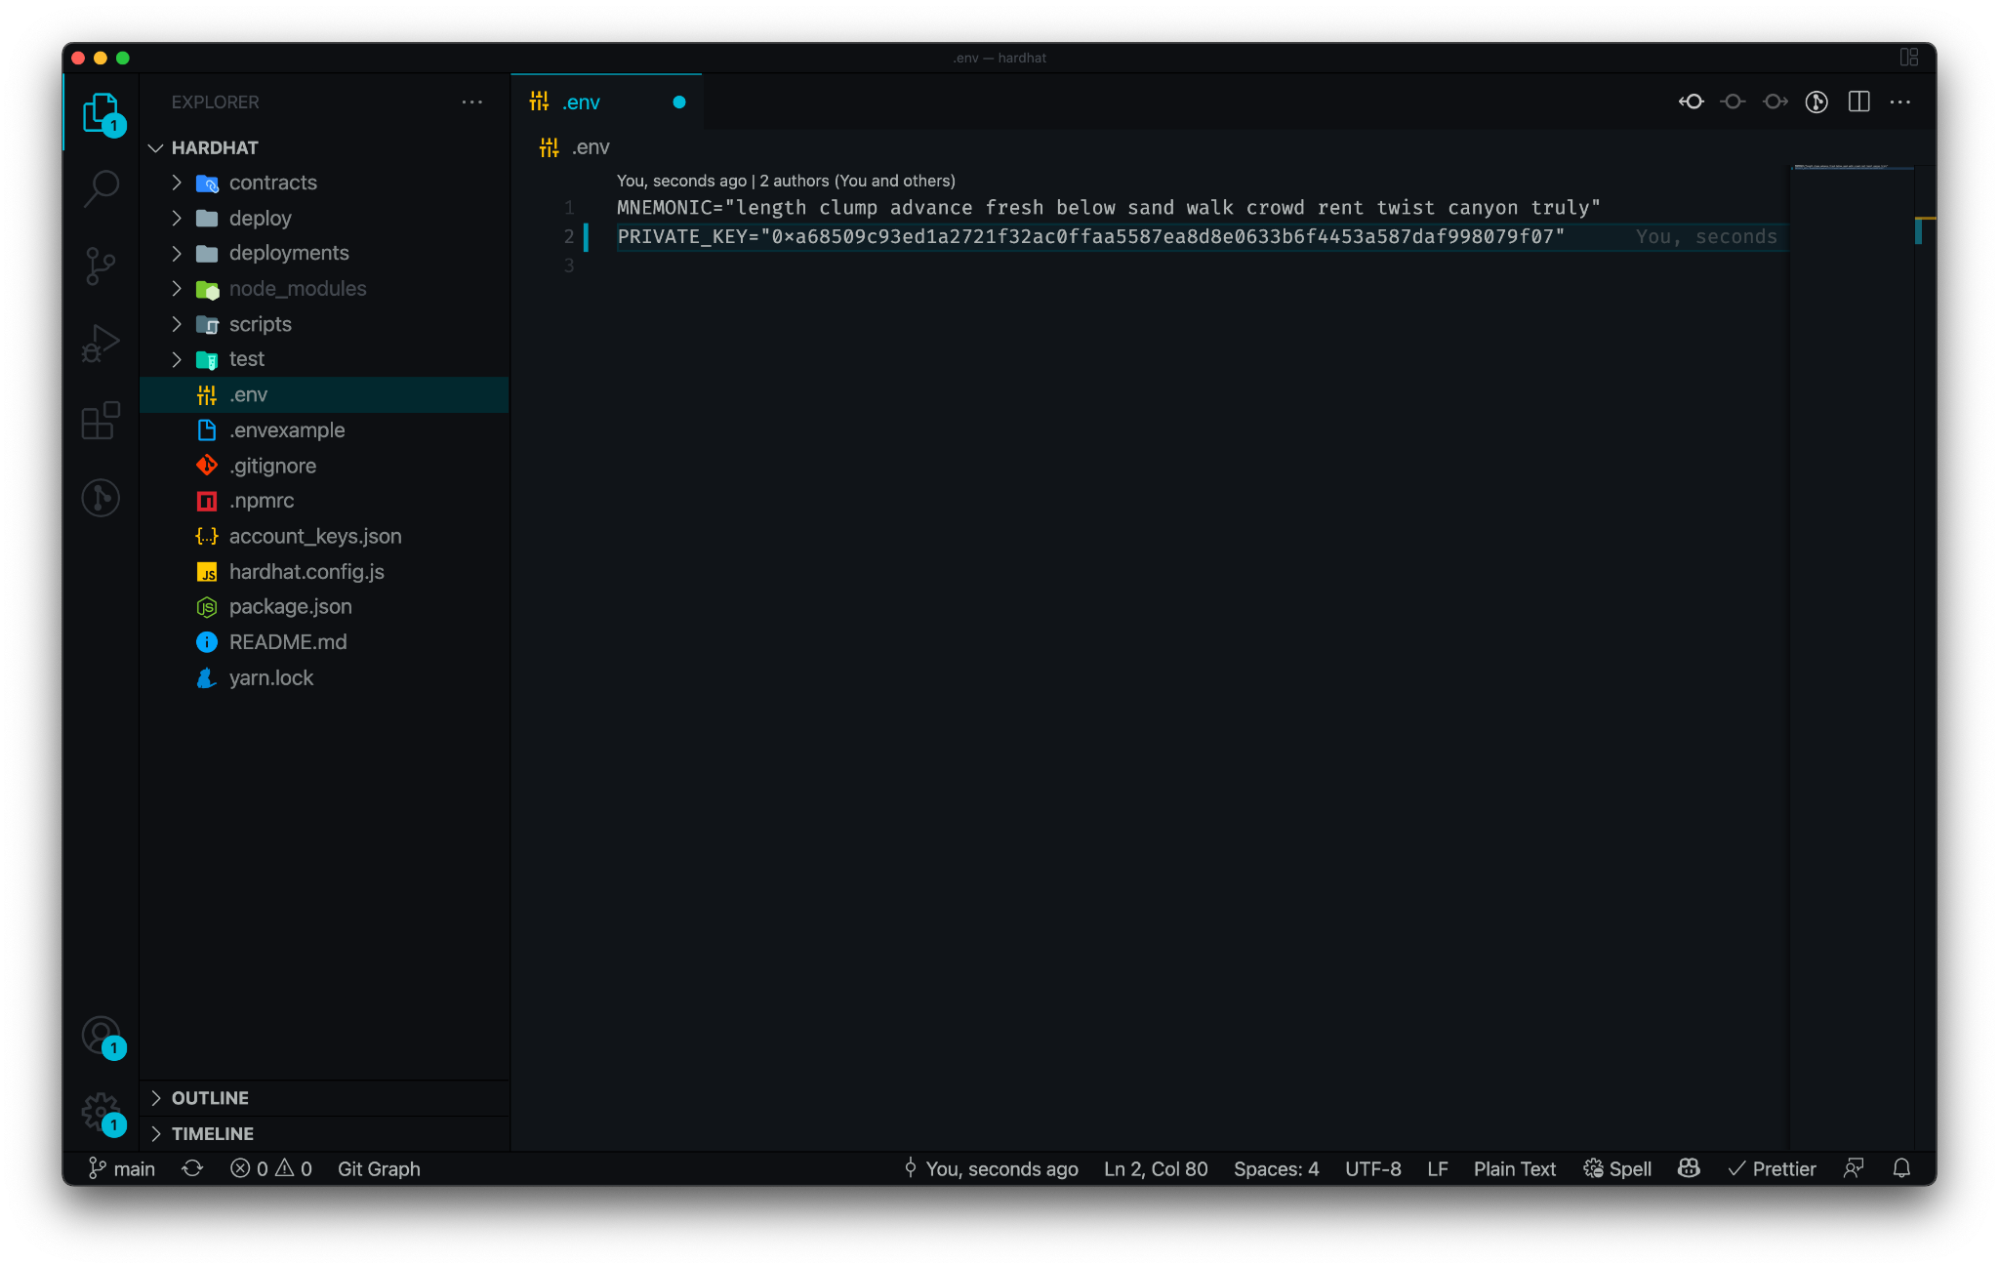 .env — hardhat
EXPLORER
HARDHAT
contracts
deploy
deployments
node_modules
scripts
test
.env
.envexample
.gitignore
.npmrc
account_keys.json
hardhat.config.js
package.json
README.md
yarn.lock
OUTLINE
TIMELINE
.env
.env
You, seconds ago | 2 authors (You and others)
1 MNEMONIC="length clump advance fresh below sand walk crowd rent twist canyon truly"
2 PRIVATE_KEY="0×a68509c93ed1a2721f32ac0ffaa5587ea8d8e0633b6f4453a587daf998079f07" You, seconds
3
1
1
1
main 0 0 Git Graph You, seconds ago Ln 2, Col 80 Spaces: 4 UTF-8 LF Plain Text Spell Prettier